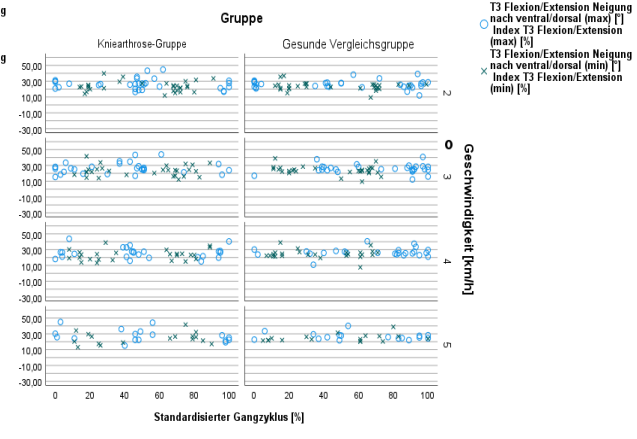 g
g
Gruppe
Kniearthrose-Gruppe
Gesunde Vergleichsgruppe
T3 Flexion/Extension Neigung
nach ventral/dorsal (max) [°]
Index T3 Flexion/Extension
(max) [%]
T3 Flexion/Extension Neigung
nach ventral/dorsal (min) [°]
Index T3 Flexion/Extension
(min) [%]
50,00
30,00
10,00
-10,00
-30,00
2
50,00
30,00
10,00
-10,00
-30,00
3
50,00
30,00
10,00
-10,00
-30,00
4
50,00
30,00
10,00
-10,00
-30,00
5
0
Geschwindigkeit [km/h]
0 20 40 60 80 100
0 20 40 60 80 100
Standardisierter Gangzyklus [%]